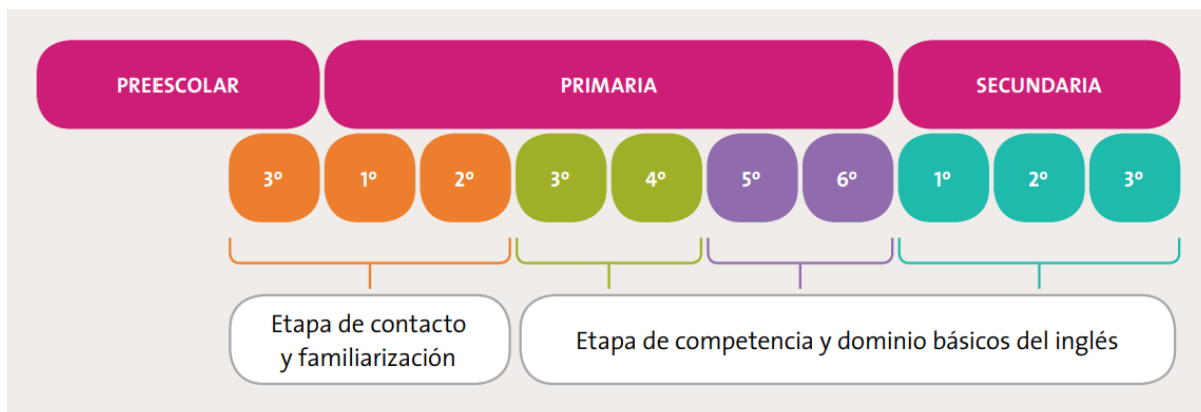 PREESCOLAR
PRIMARIA
SECUNDARIA
3º
1º
2º
3º
4º
5º
6º
1º
2º
3º
Etapa de contacto
y familiarización
Etapa de competencia y dominio básicos del inglés